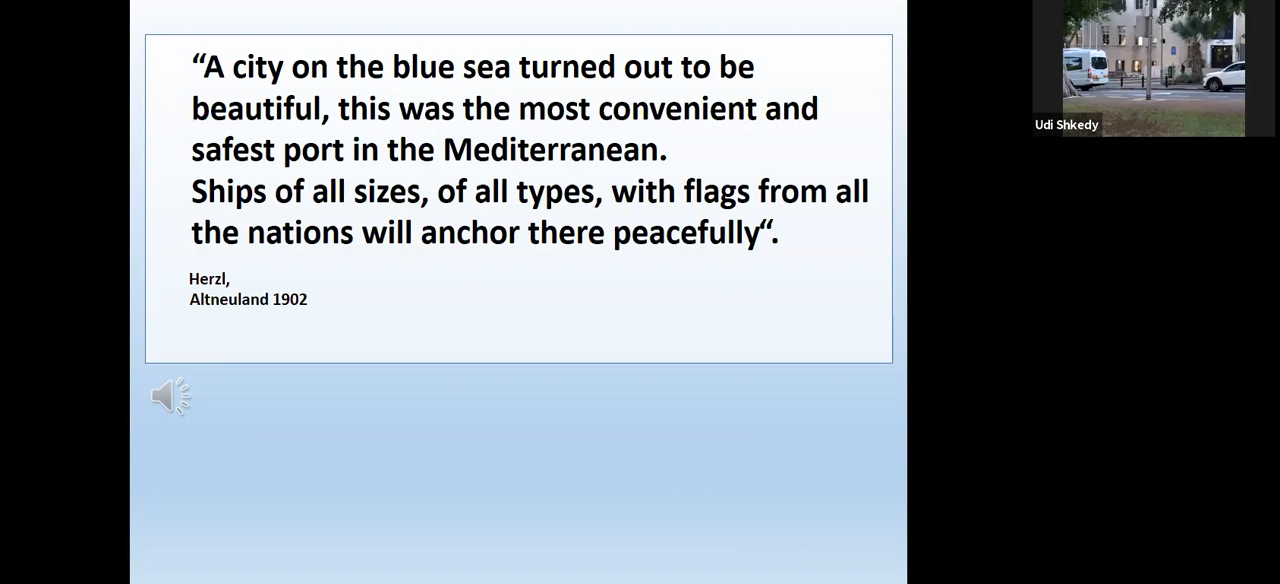 “A city on the blue sea turned out to be
beautiful, this was the most convenient and
safest port in the Mediterranean.
Ships of all sizes, of all types, with flags from all
the nations will anchor there peacefully“.
Herzl,
Altneuland 1902
Udi Shkedy